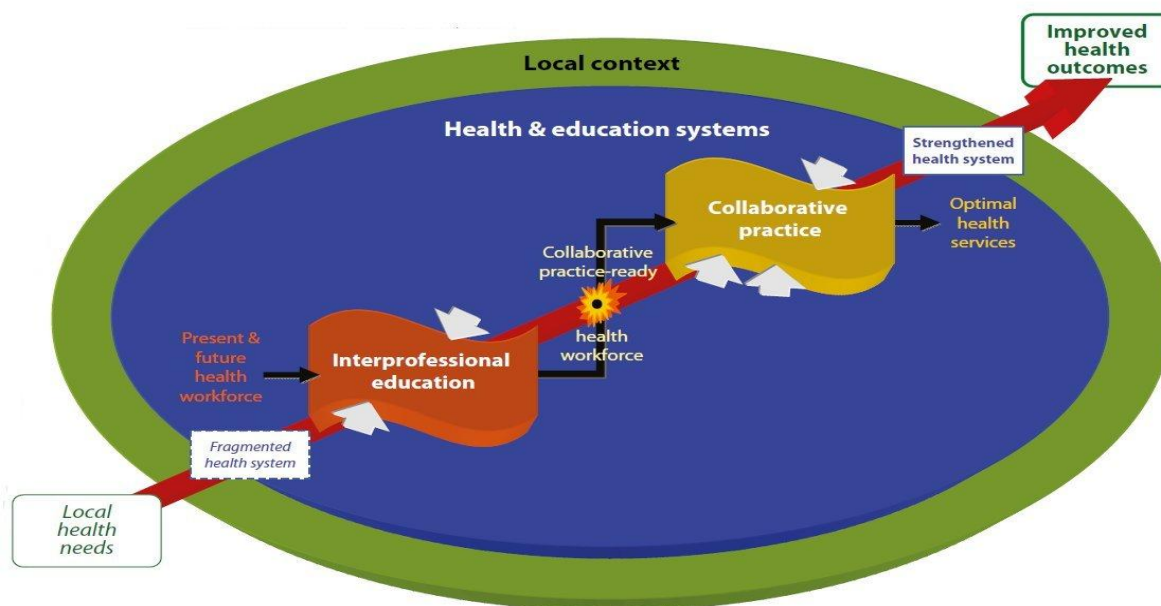 Improved
health
outcomes
Local context
Health & education systems
Strengthened
health system
Collaborative
practice
Optimal
health
services
Collaborative
practice-ready
health
workforce
Present &
future
health
workforce
Interprofessional
education
Fragmented
health system
Local
health
needs